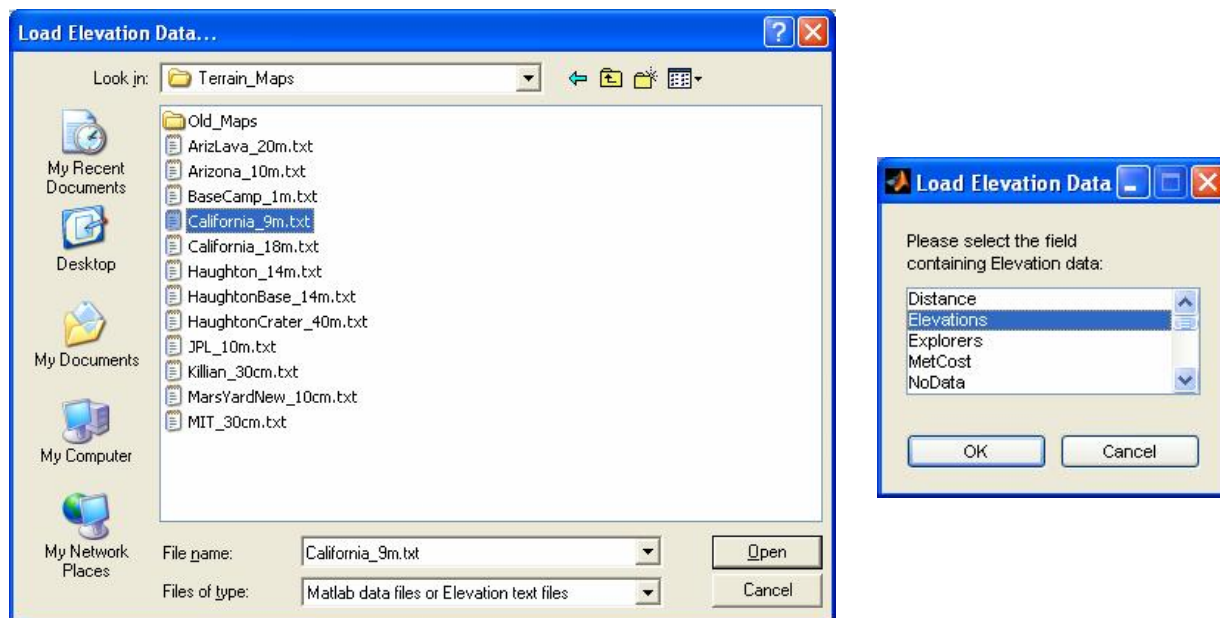 Load Elevation Data...
Look in: Terrain_Maps
My Recent
Documents
Desktop
My Documents
My Computer
My Network
Places
Old_Maps
ArizLava_20m.txt
Arizona_10m.txt
BaseCamp_1m.txt
California_9m.txt
California_18m.txt
Haughton_14m.txt
HaughtonBase_14m.txt
HaughtonCrater_40m.txt
JPL_10m.txt
Killian_30cm.txt
MarsYardNew_10cm.txt
MIT_30cm.txt
File name: California_9m.txt Open
Files of type: Matlab data files or Elevation text files Cancel
Load Elevation Data
Please select the field
containing Elevation data:
Distance
Elevations
Explorers
MetCost
NoData
OK Cancel